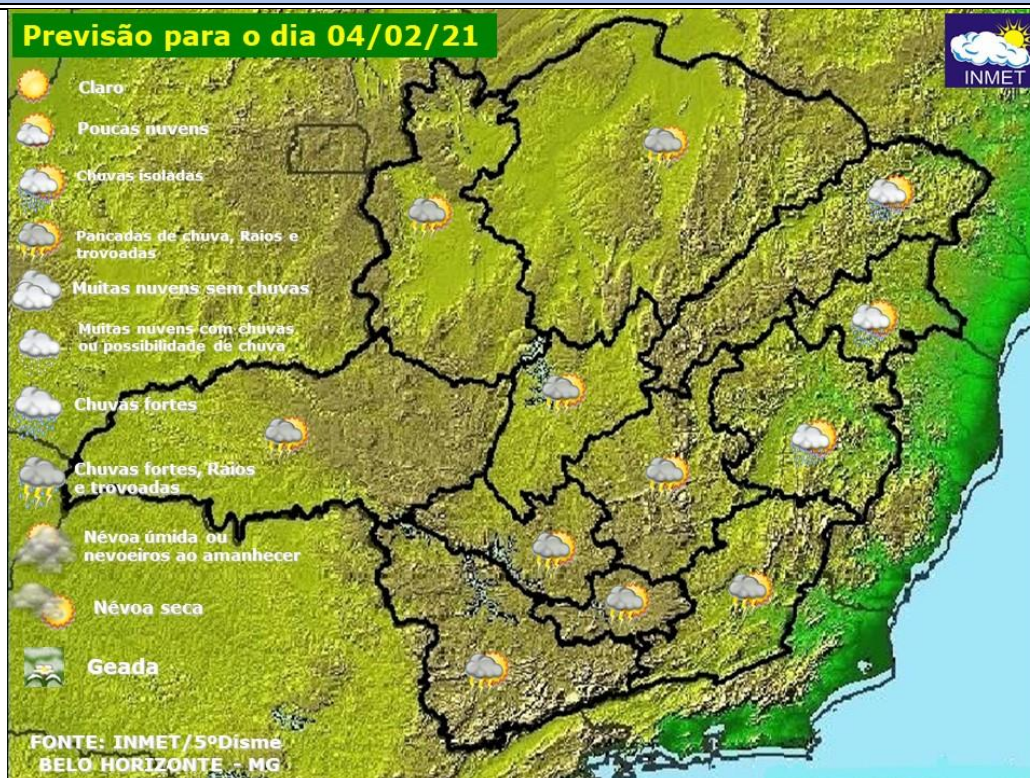 Previsão para o dia 04/02/21
INMET
Claro
Poucas nuvens
Chuvas isoladas
Pancadas de chuva, Raios e
trovoadas
Muitas nuvens sem chuvas
Muitas nuvens com chuvas
ou possibilidade de chuva
Chuvas fortes
Chuvas fortes, Raios
e trovoadas
Névoa úmida ou
nevoeiros ao amanhecer
Névoa seca
Geada
FONTE: INMET/5ºDisme
BELO HORIZONTE - MG